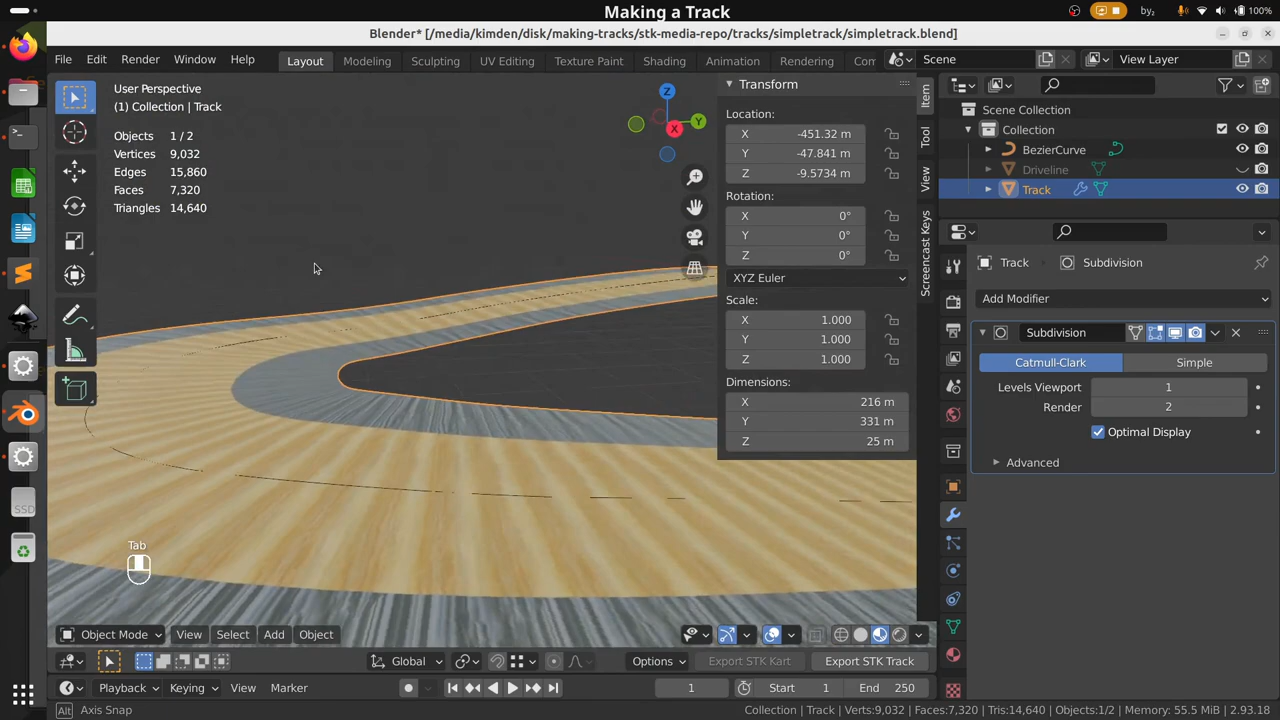 Making a Track
by₂
100%
Blender* [/media/kimden/disk/making-tracks/stk-media-repo/tracks/simpletrack/simpletrack.blend]
File Edit Render Window Help Layout Modeling Sculpting UV Editing Texture Paint Shading Animation Rendering Com Scene View Layer
User Perspective
(1) Collection | Track
Objects 1 / 2
Vertices 9,032
Edges 15,860
Faces 7,320
Triangles 14,640
Z
Y
X
Transform
Location:
X -451.32 m
Y -47.841 m
Z -9.5734 m
Rotation:
X 0°
Y 0°
Z 0°
XYZ Euler
Scale:
X 1.000
Y 1.000
Z 1.000
Dimensions:
X 216 m
Y 331 m
Z 25 m
Item
Tool
View
Screencast Keys
Scene Collection
Collection
BezierCurve
Driveline
Track
Track Subdivision
Add Modifier
Subdivision
Catmull-Clark Simple
Levels Viewport 1
Render 2
Optimal Display
Advanced
Tab
SSD
Object Mode View Select Add Object
Global Options Export STK Kart Export STK Track
Playback Keying View Marker 1 Start 1 End 250
Alt Axis Snap Collection | Track | Verts:9,032 | Faces:7,320 | Tris:14,640 | Objects:1/2 | Memory: 55.5 MiB | 2.93.18